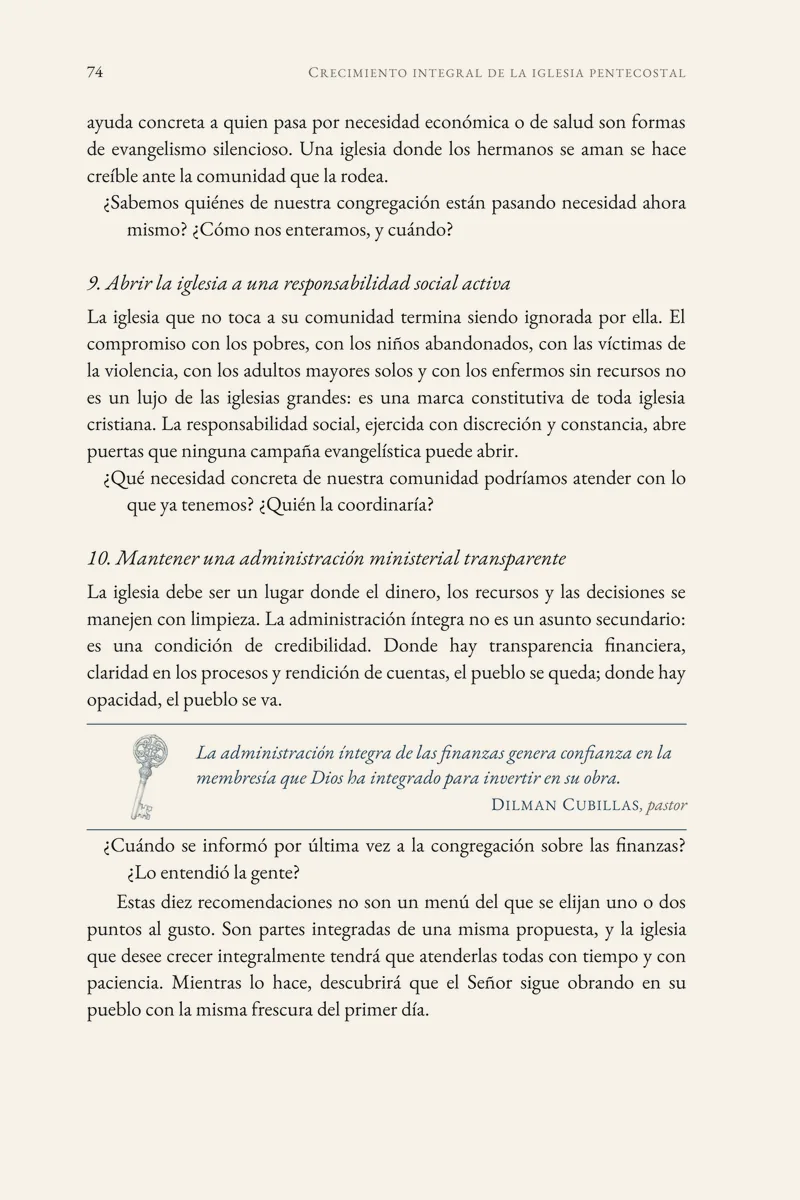 74
CRECIMIENTO INTEGRAL DE LA IGLESIA PENTECOSTAL
ayuda concreta a quien pasa por necesidad económica o de salud son formas
de evangelismo silencioso. Una iglesia donde los hermanos se aman se hace
creíble ante la comunidad que la rodea.
¿Sabemos quiénes de nuestra congregación están pasando necesidad ahora
mismo? ¿Cómo nos enteramos, y cuándo?
9. Abrir la iglesia a una responsabilidad social activa
La iglesia que no toca a su comunidad termina siendo ignorada por ella. El
compromiso con los pobres, con los niños abandonados, con las víctimas de
la violencia, con los adultos mayores solos y con los enfermos sin recursos no
es un lujo de las iglesias grandes: es una marca constitutiva de toda iglesia
cristiana. La responsabilidad social, ejercida con discreción y constancia, abre
puertas que ninguna campaña evangelística puede abrir.
¿Qué necesidad concreta de nuestra comunidad podríamos atender con lo
que ya tenemos? ¿Quién la coordinaría?
10. Mantener una administración ministerial transparente
La iglesia debe ser un lugar donde el dinero, los recursos y las decisiones se
manejen con limpieza. La administración íntegra no es un asunto secundario:
es una condición de credibilidad. Donde hay transparencia financiera,
claridad en los procesos y rendición de cuentas, el pueblo se queda; donde hay
opacidad, el pueblo se va.
La administración íntegra de las finanzas genera confianza en la
membresía que Dios ha integrado para invertir en su obra.
DILMAN CUBILLAS, pastor
¿Cuándo se informó por última vez a la congregación sobre las finanzas?
¿Lo entendió la gente?
Estas diez recomendaciones no son un menú del que se elijan uno o dos
puntos al gusto. Son partes integradas de una misma propuesta, y la iglesia
que desee crecer integralmente tendrá que atenderlas todas con tiempo y con
paciencia. Mientras lo hace, descubrirá que el Señor sigue obrando en su
pueblo con la misma frescura del primer día.